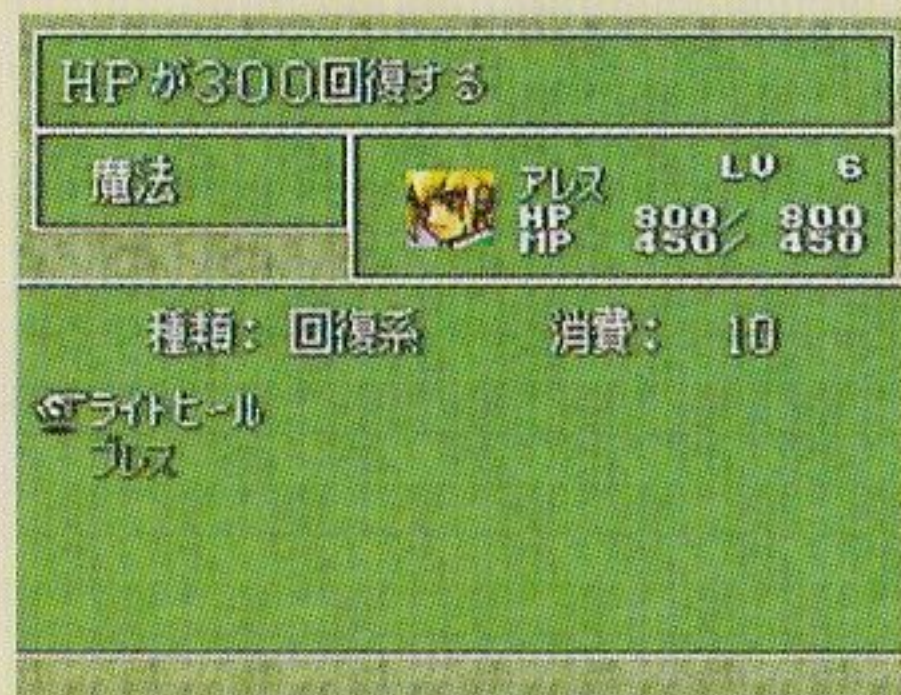 HPが300回復する
魔法
アレス LV 6
HP 800/ 800
MP 450/ 450
種類： 回復系 消費： 10
ライトヒール
ブレス